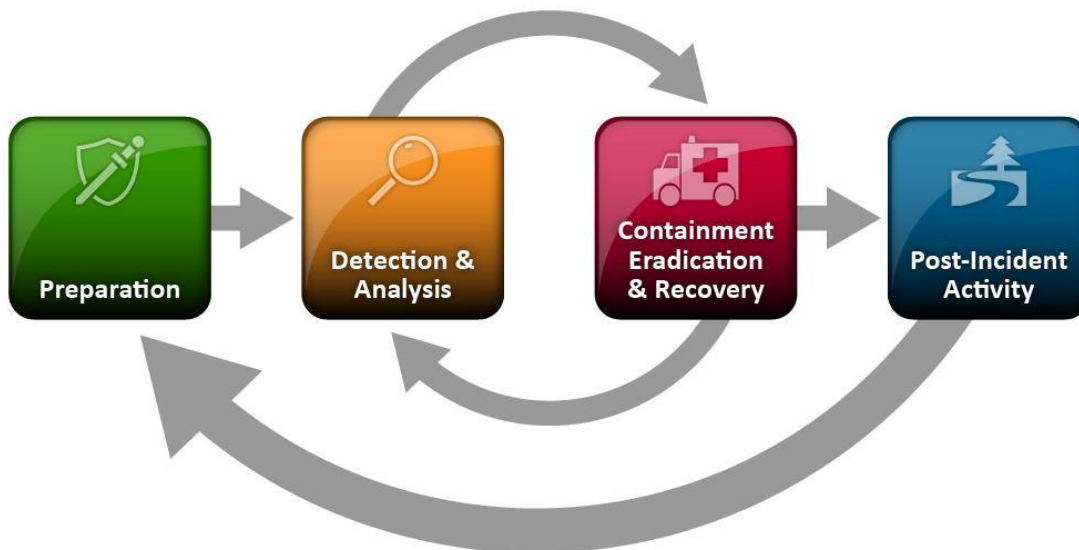 Preparation
Detection &
Analysis
Containment
Eradication
& Recovery
Post-Incident
Activity